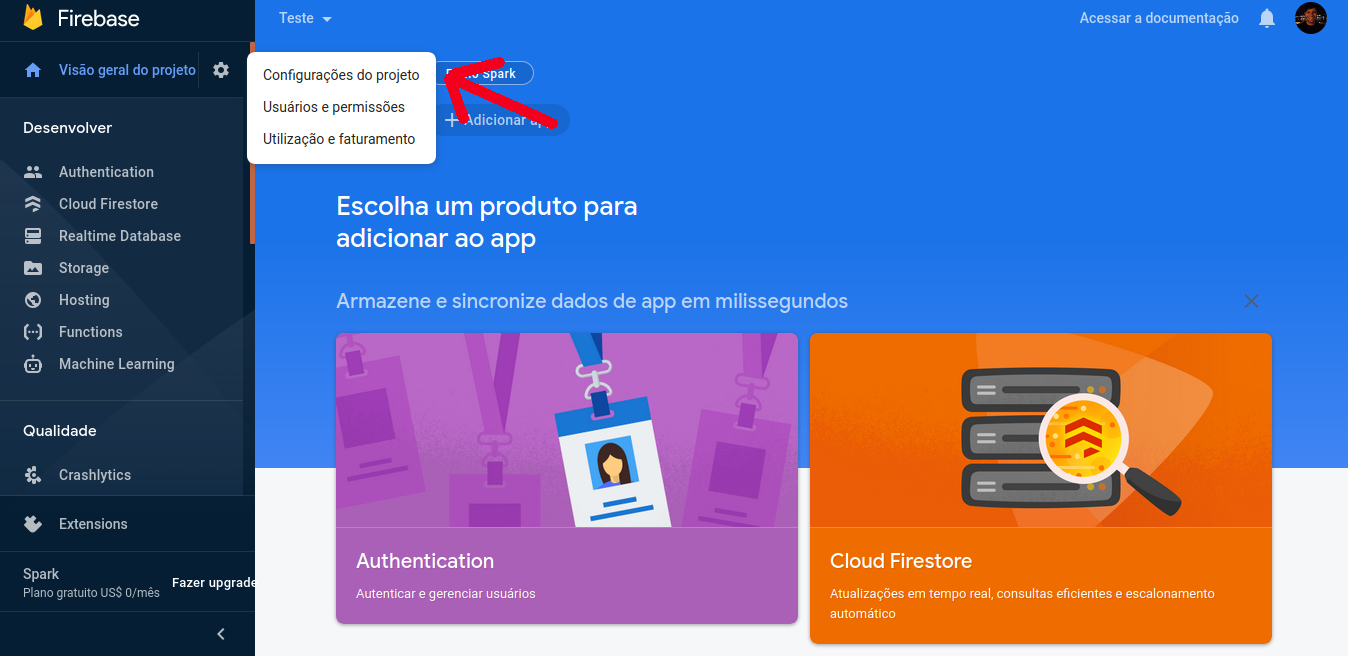 Firebase
Teste
Acessar a documentação
Visão geral do projeto
Configurações do projeto
Usuários e permissões
Utilização e faturamento
Spark
Adicionar
Desenvolver
Authentication
Cloud Firestore
Realtime Database
Storage
Hosting
Functions
Machine Learning
Qualidade
Crashlytics
Extensions
Spark
Plano gratuito US$ 0/mês
Fazer upgrade
Escolha um produto para
adicionar ao app
Armazene e sincronize dados de app em milissegundos
Authentication
Autenticar e gerenciar usuários
Cloud Firestore
Atualizações em tempo real, consultas eficientes e escalonamento
automático